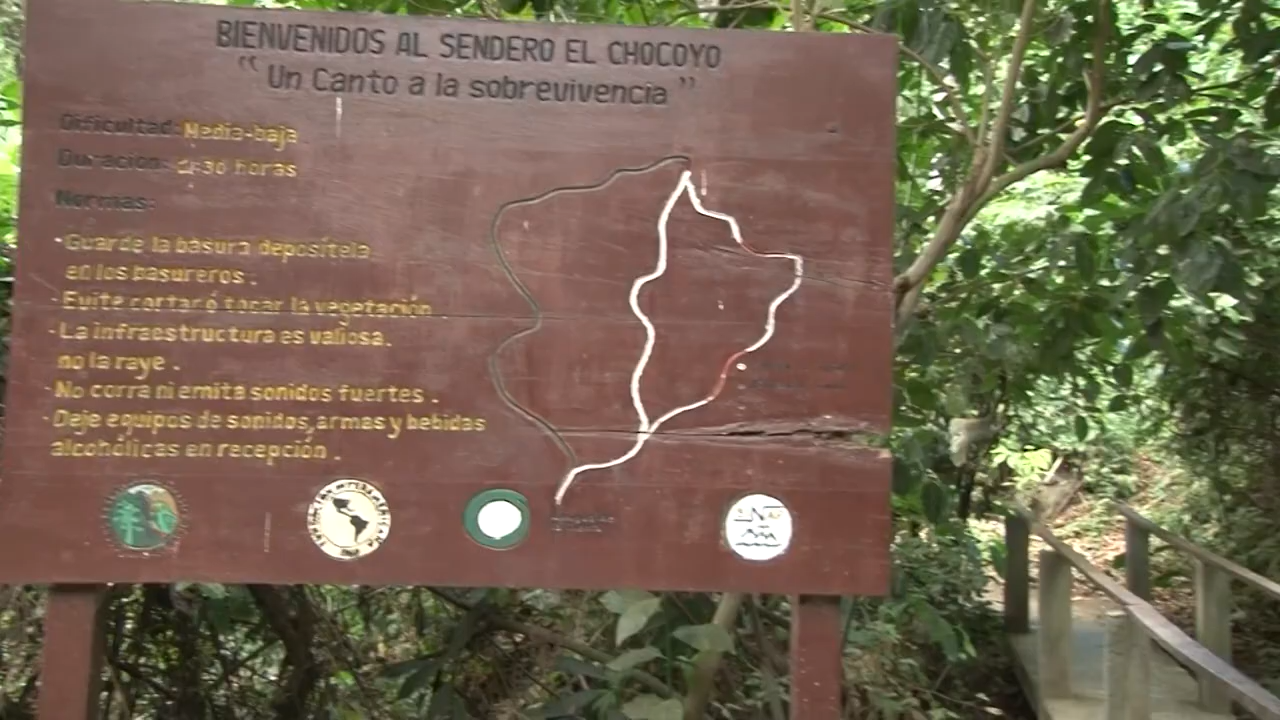 BIENVENIDOS AL SENDERO EL CHOCOYO
“Un Canto a la sobrevivencia”
Dificultad: Media-baja
Duracion: 1:30 horas
Normas:
- Guarde la basura deposítela
en los basureros.
- Evite cortar ó tocar la vegetación
- La infraestructura es valiosa.
no la raye.
- No corra ni emita sonidos fuertes.
- Deje equipos de sonidos, armas y bebidas
alcohólicas en recepción.